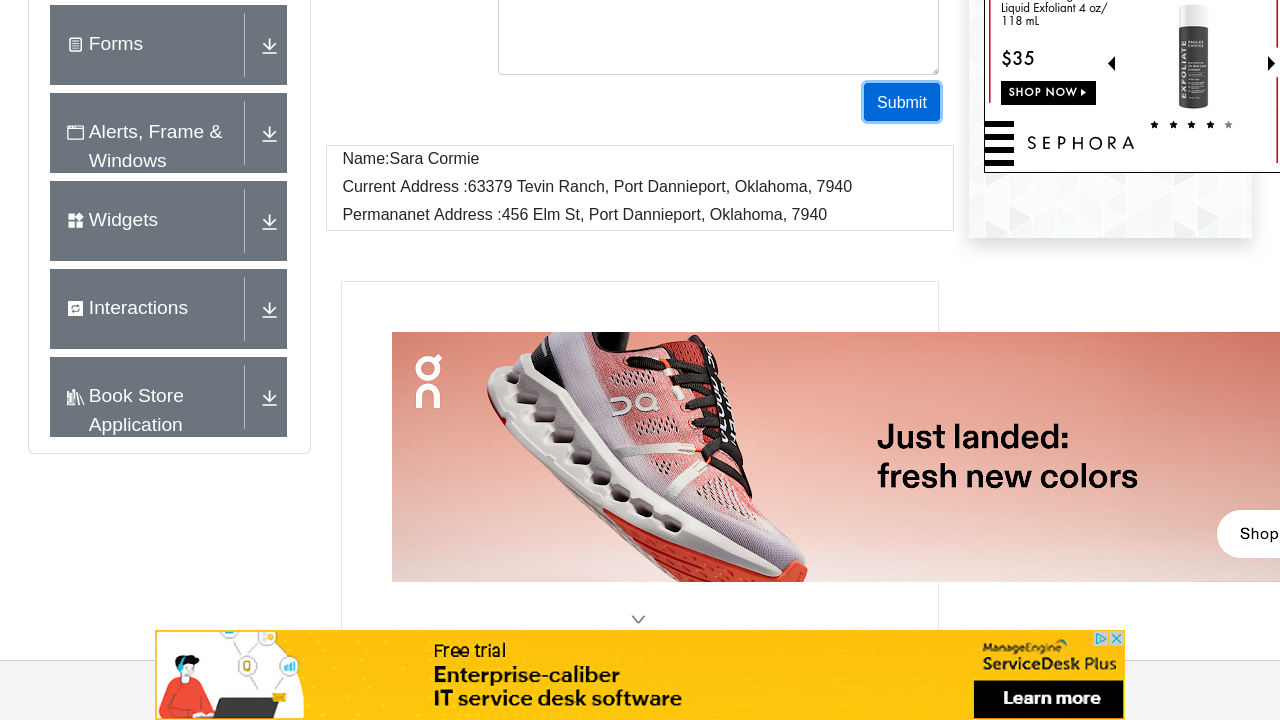 Forms
Alerts, Frame &
Windows
Widgets
Interactions
Book Store
Application
Submit
Name:Sara Cormie
Current Address :63379 Tevin Ranch, Port Dannieport, Oklahoma, 7940
Permananet Address :456 Elm St, Port Dannieport, Oklahoma, 7940
Liquid Exfoliant 4 oz/
118 mL
$35
SHOP NOW
EXFOLIATE
PAULA'S
CHOICE
SEPHORA
Just landed:
fresh new colors
Shop
Free trial
Enterprise-caliber
IT service desk software
ManageEngine
ServiceDesk Plus
Learn more